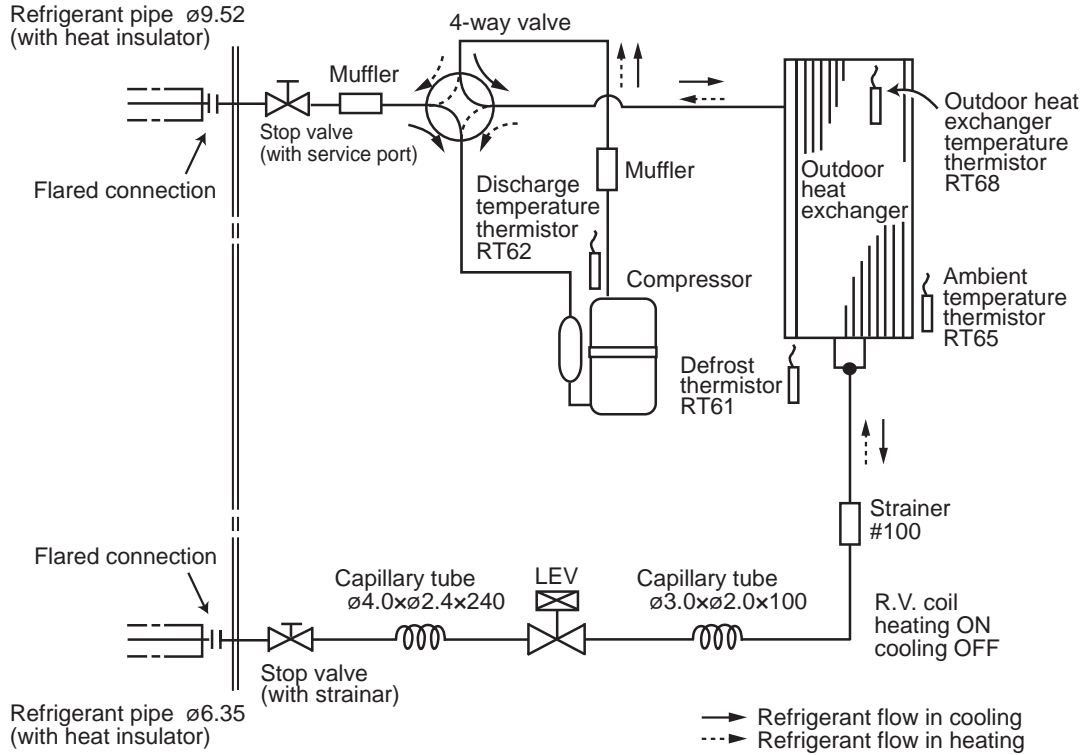 Refrigerant pipe ø9.52
(with heat insulator)
4-way valve
Muffler
Stop valve
(with service port)
Flared connection
Discharge
temperature
thermistor
RT62
Muffler
Compressor
Outdoor
heat
exchanger
Outdoor heat
exchanger
temperature
thermistor
RT68
Ambient
temperature
thermistor
RT65
Defrost
thermistor
RT61
Strainer
#100
Flared connection
Capillary tube
ø4.0×ø2.4×240
LEV
Capillary tube
ø3.0×ø2.0×100
R.V. coil
heating ON
cooling OFF
Stop valve
(with strainar)
Refrigerant pipe ø6.35
(with heat insulator)
Refrigerant flow in cooling
Refrigerant flow in heating